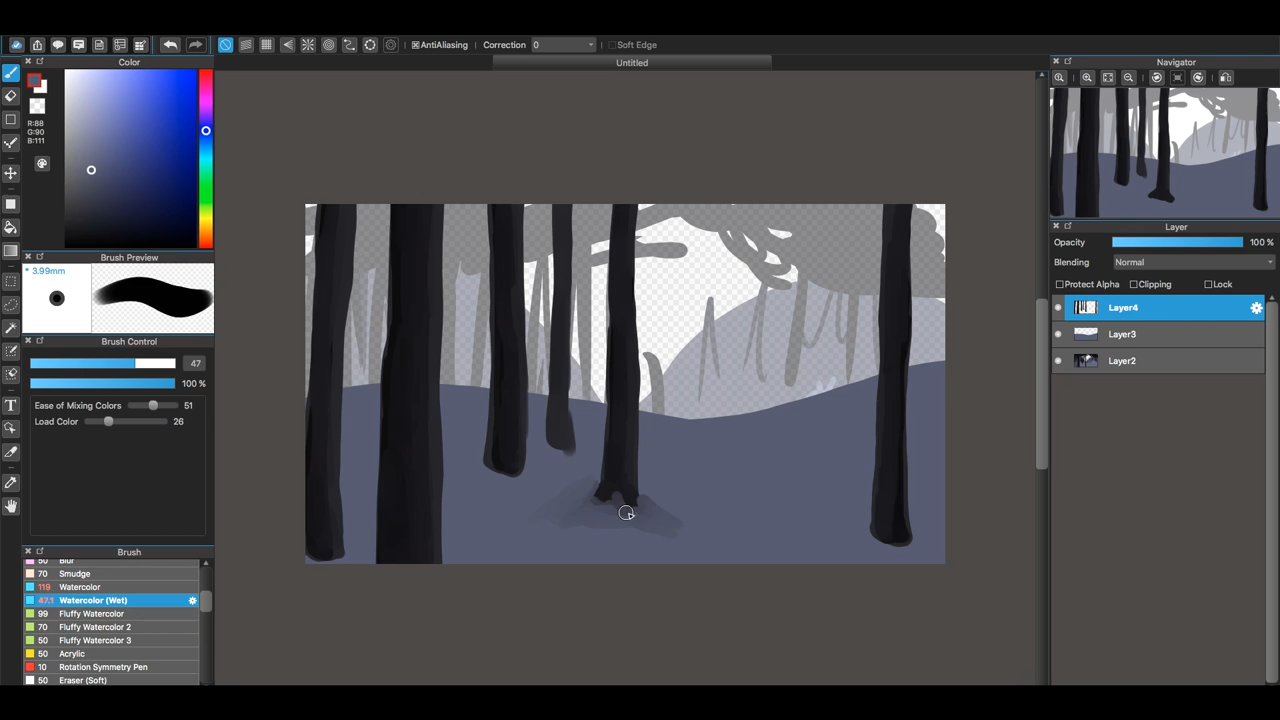 AntiAliasing Correction 0 Soft Edge
Color
Untitled
Navigator
R:88
G:90
B:111
Brush Preview
* 3.99mm
Brush Control
47
100 %
Ease of Mixing Colors 51
Load Color 26
Brush
50 Blur
70 Smudge
119 Watercolor
47.1 Watercolor (Wet)
99 Fluffy Watercolor
70 Fluffy Watercolor 2
50 Fluffy Watercolor 3
50 Acrylic
10 Rotation Symmetry Pen
50 Eraser (Soft)
Layer
Opacity 100 %
Blending Normal
Protect Alpha Clipping Lock
Layer4
Layer3
Layer2